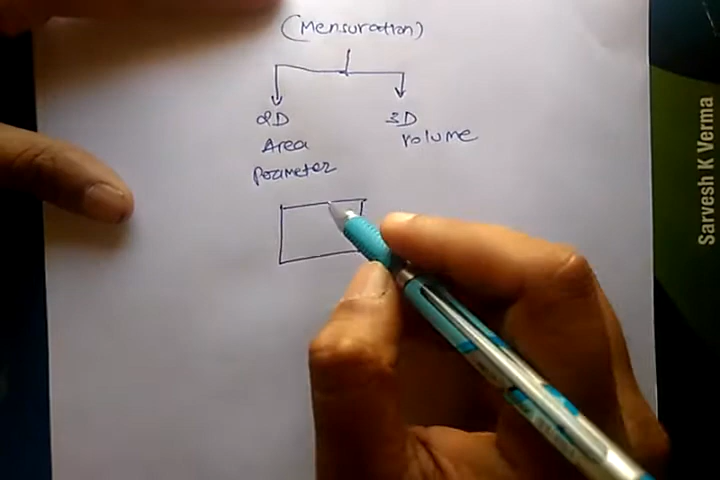 (Mensuration)
2D
3D
Area
Volume
Perimeter
Sarvesh K Verma